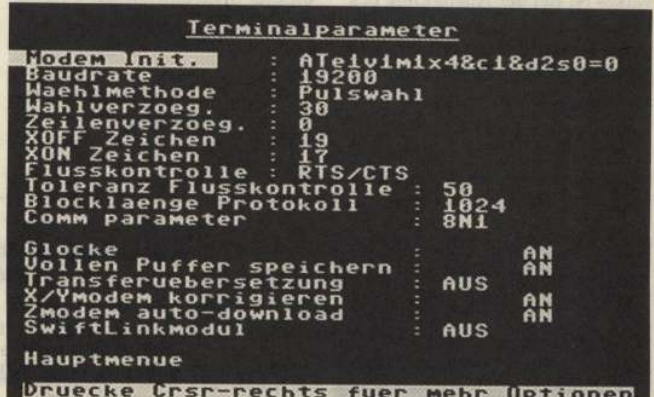 Terminalparameter
Modem Init. : ATe1v1m1x4&c1&d2s0=0
Baudrate : 19200
Waehlmethode : Pulswahl
Wahlverzoeg. : 30
Zeilenverzoeg. : 0
XOFF Zeichen : 19
XON Zeichen : 17
Flusskontrolle : RTS/CTS
Toleranz Flusskontrolle : 50
Blocklaenge Protokoll : 1024
Comm parameter : 8N1
Glocke : AN
Vollen Puffer speichern : AN
Transferuebersetzung : AUS
X/Ymodem korrigieren : AN
Zmodem auto-download : AN
SwiftLinkmodul : AUS
Hauptmenue
Druecke Crsr-rechts fuer mehr Optionen